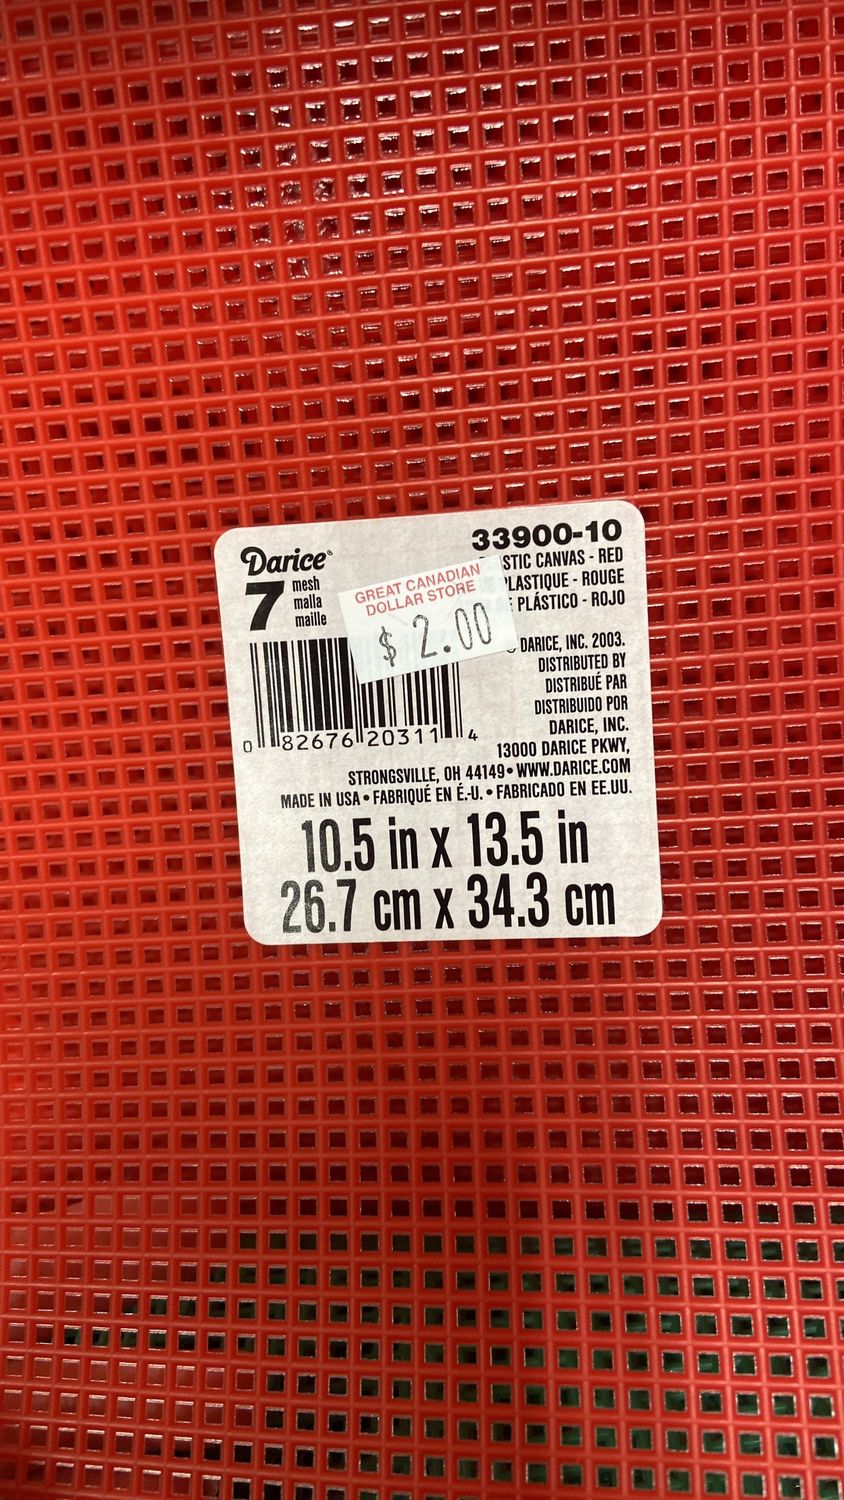 Darice®
7
mesh
malla
maille
33900-10
STIC CANVAS - RED
PLASTIQUE - ROUGE
PLÁSTICO - ROJO
GREAT CANADIAN
DOLLAR STORE
$ 2.00
DARICE, INC. 2003.
DISTRIBUTED BY
DISTRIBUÉ PAR
DISTRIBUIDO POR
DARICE, INC.
13000 DARICE PKWY,
0 82676 20311 4
STRONGSVILLE, OH 44149 • WWW.DARICE.COM
MADE IN USA • FABRIQUÉ EN É.-U. • FABRICADO EN EE.UU.
10.5 in x 13.5 in
26.7 cm x 34.3 cm